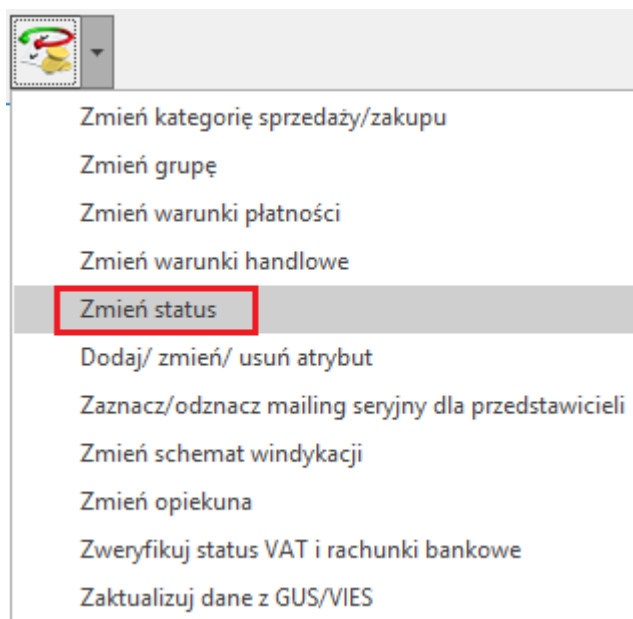 Zmień kategorię sprzedaży/zakupu
Zmień grupę
Zmień warunki płatności
Zmień warunki handlowe
Zmień status
Dodaj/ zmień/ usuń atrybut
Zaznacz/odznacz mailing seryjny dla przedstawicieli
Zmień schemat windykacji
Zmień opiekuna
Zweryfikuj status VAT i rachunki bankowe
Zaktualizuj dane z GUS/VIES